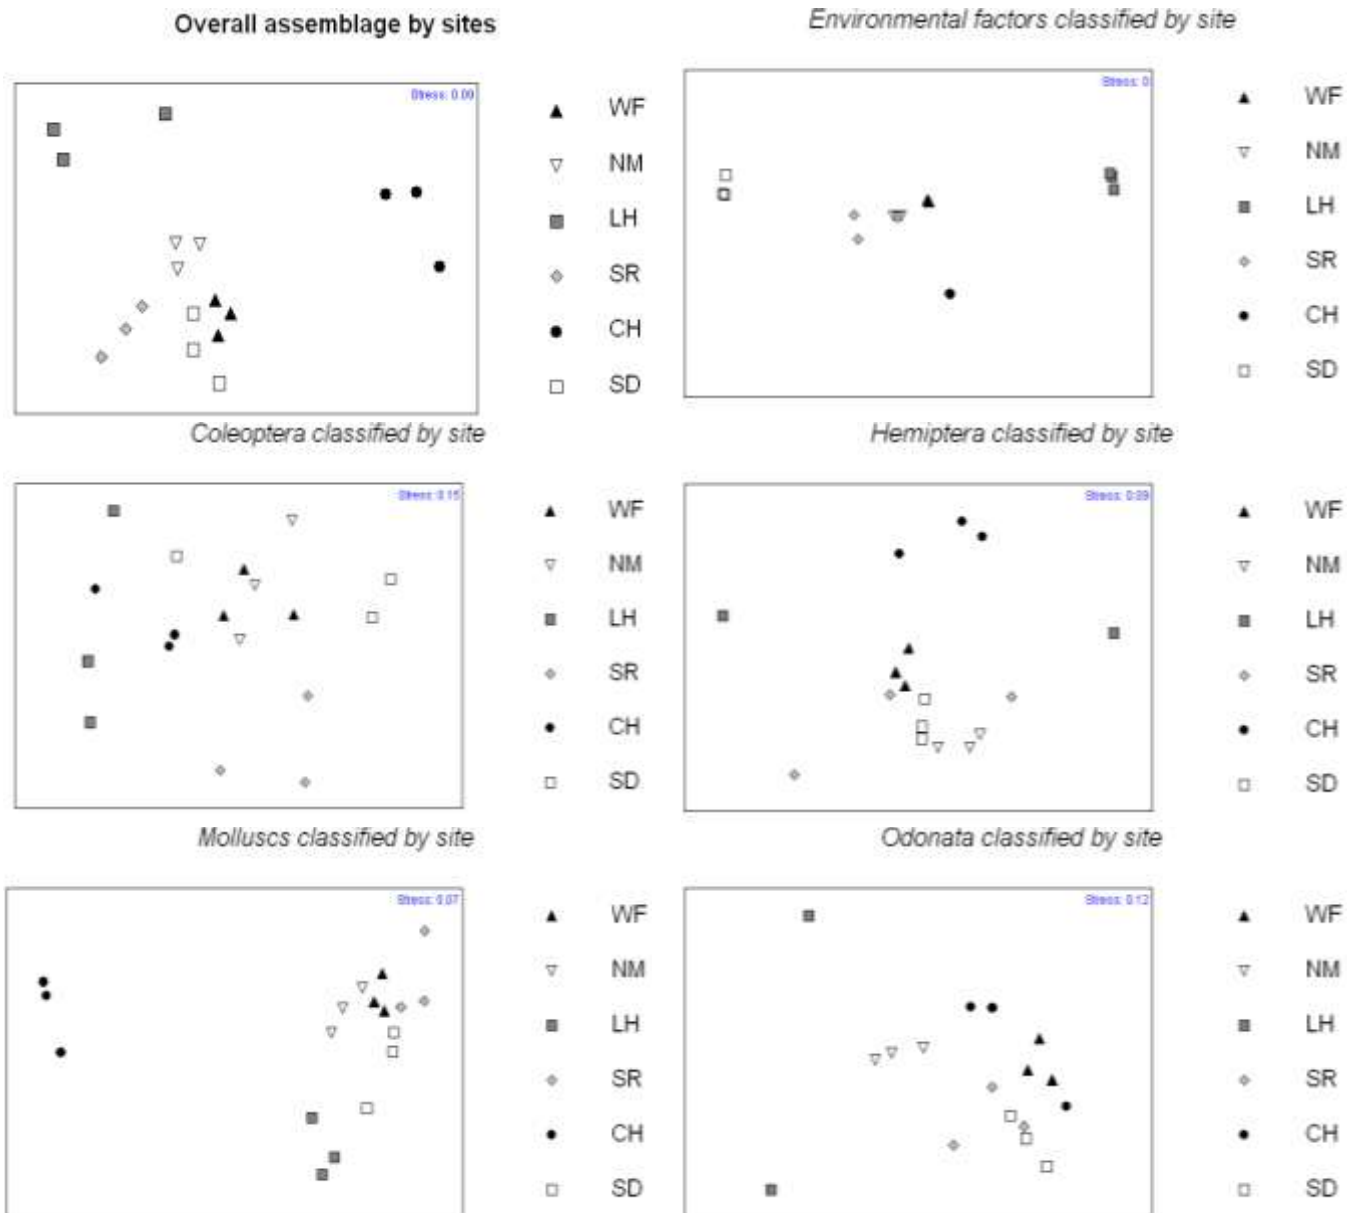 Overall assemblage by sites
Stress: 0.09
WF
NM
LH
SR
CH
SD
Environmental factors classified by site
Stress: 0
WF
NM
LH
SR
CH
SD
Coleoptera classified by site
Stress: 0.15
WF
NM
LH
SR
CH
SD
Hemiptera classified by site
Stress: 0.09
WF
NM
LH
SR
CH
SD
Molluscs classified by site
Stress: 0.07
WF
NM
LH
SR
CH
SD
Odonata classified by site
Stress: 0.12
WF
NM
LH
SR
CH
SD